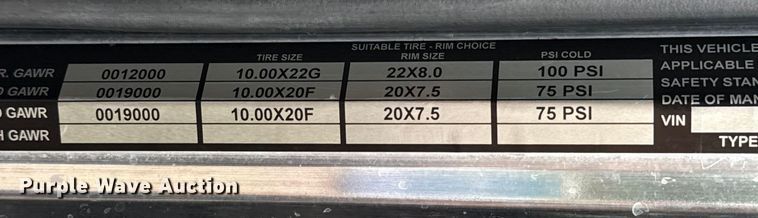 SUITABLE TIRE - RIM CHOICE
TIRE SIZE RIM SIZE PSI COLD
R. GAWR 0012000 10.00X22G 22X8.0 100 PSI
D GAWR 0019000 10.00X20F 20X7.5 75 PSI
D GAWR 0019000 10.00X20F 20X7.5 75 PSI
H GAWR
THIS VEHICLE
APPLICABLE
SAFETY STAN
DATE OF MAN
VIN
TYPE
Purple Wave Auction